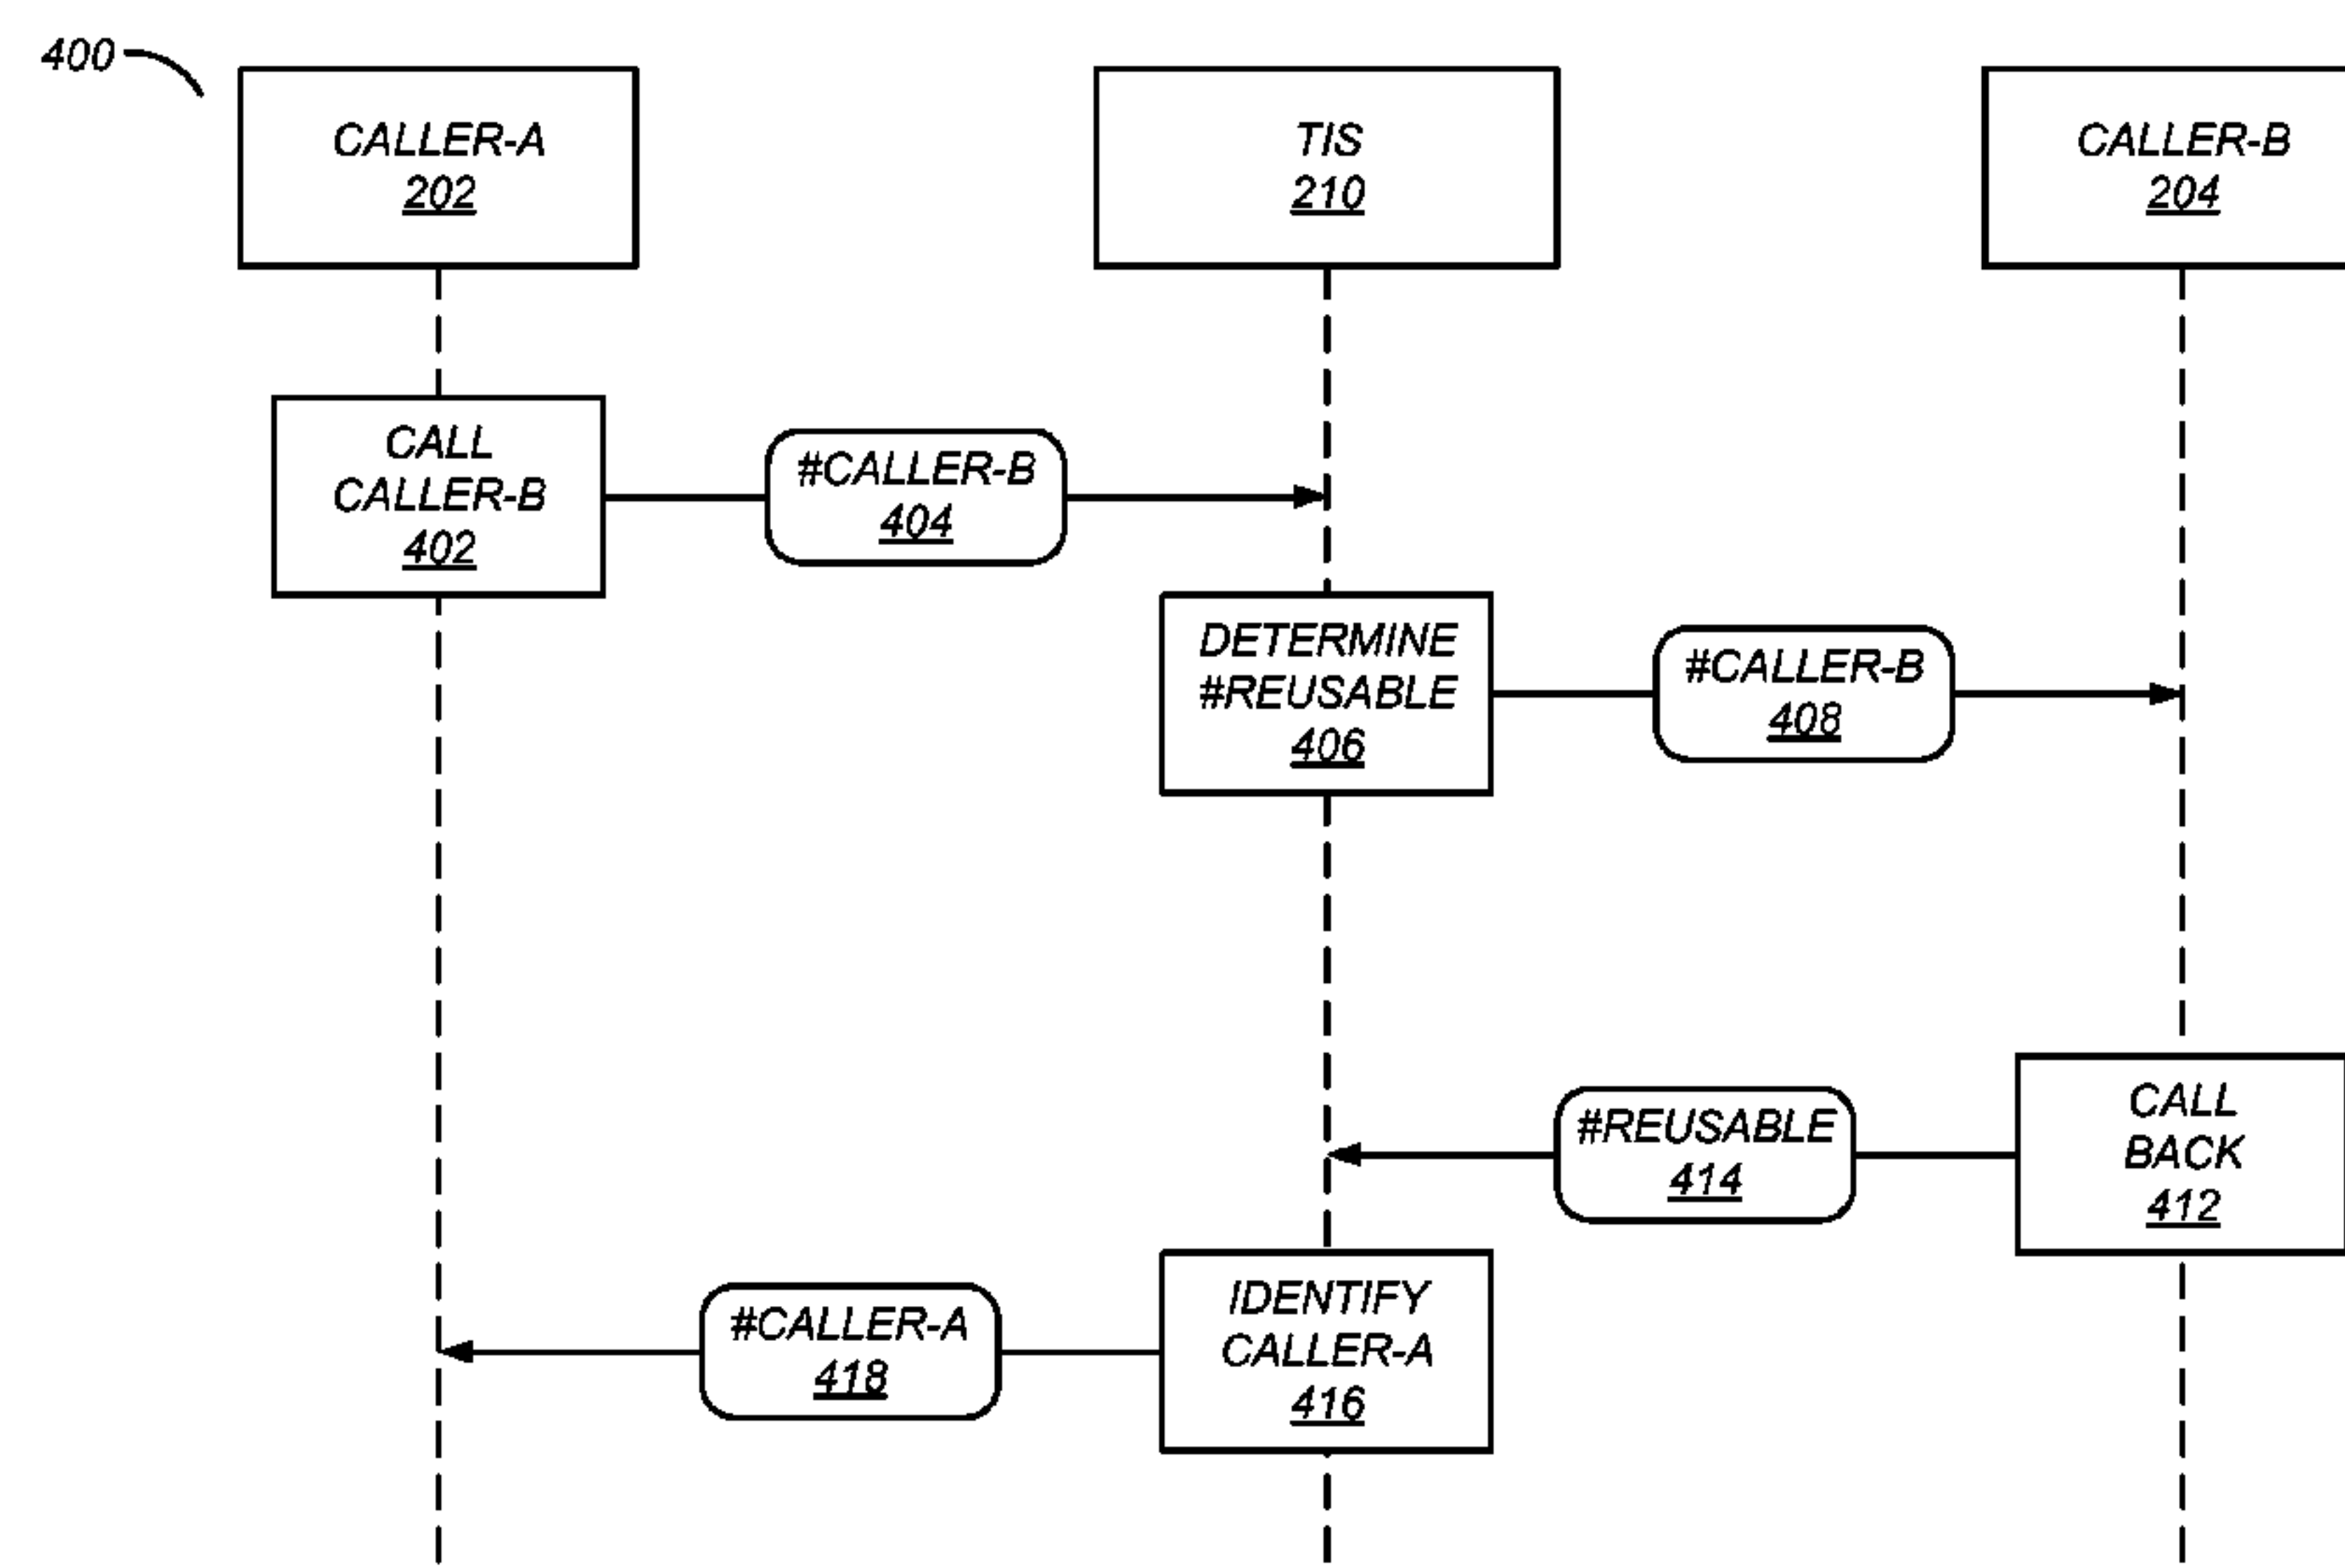 400
CALLER-A
202
TIS
210
CALLER-B
204
CALL
CALLER-B
402
#CALLER-B
404
DETERMINE
#REUSABLE
406
#CALLER-B
408
CALL
BACK
412
#REUSABLE
414
IDENTIFY
CALLER-A
416
#CALLER-A
418